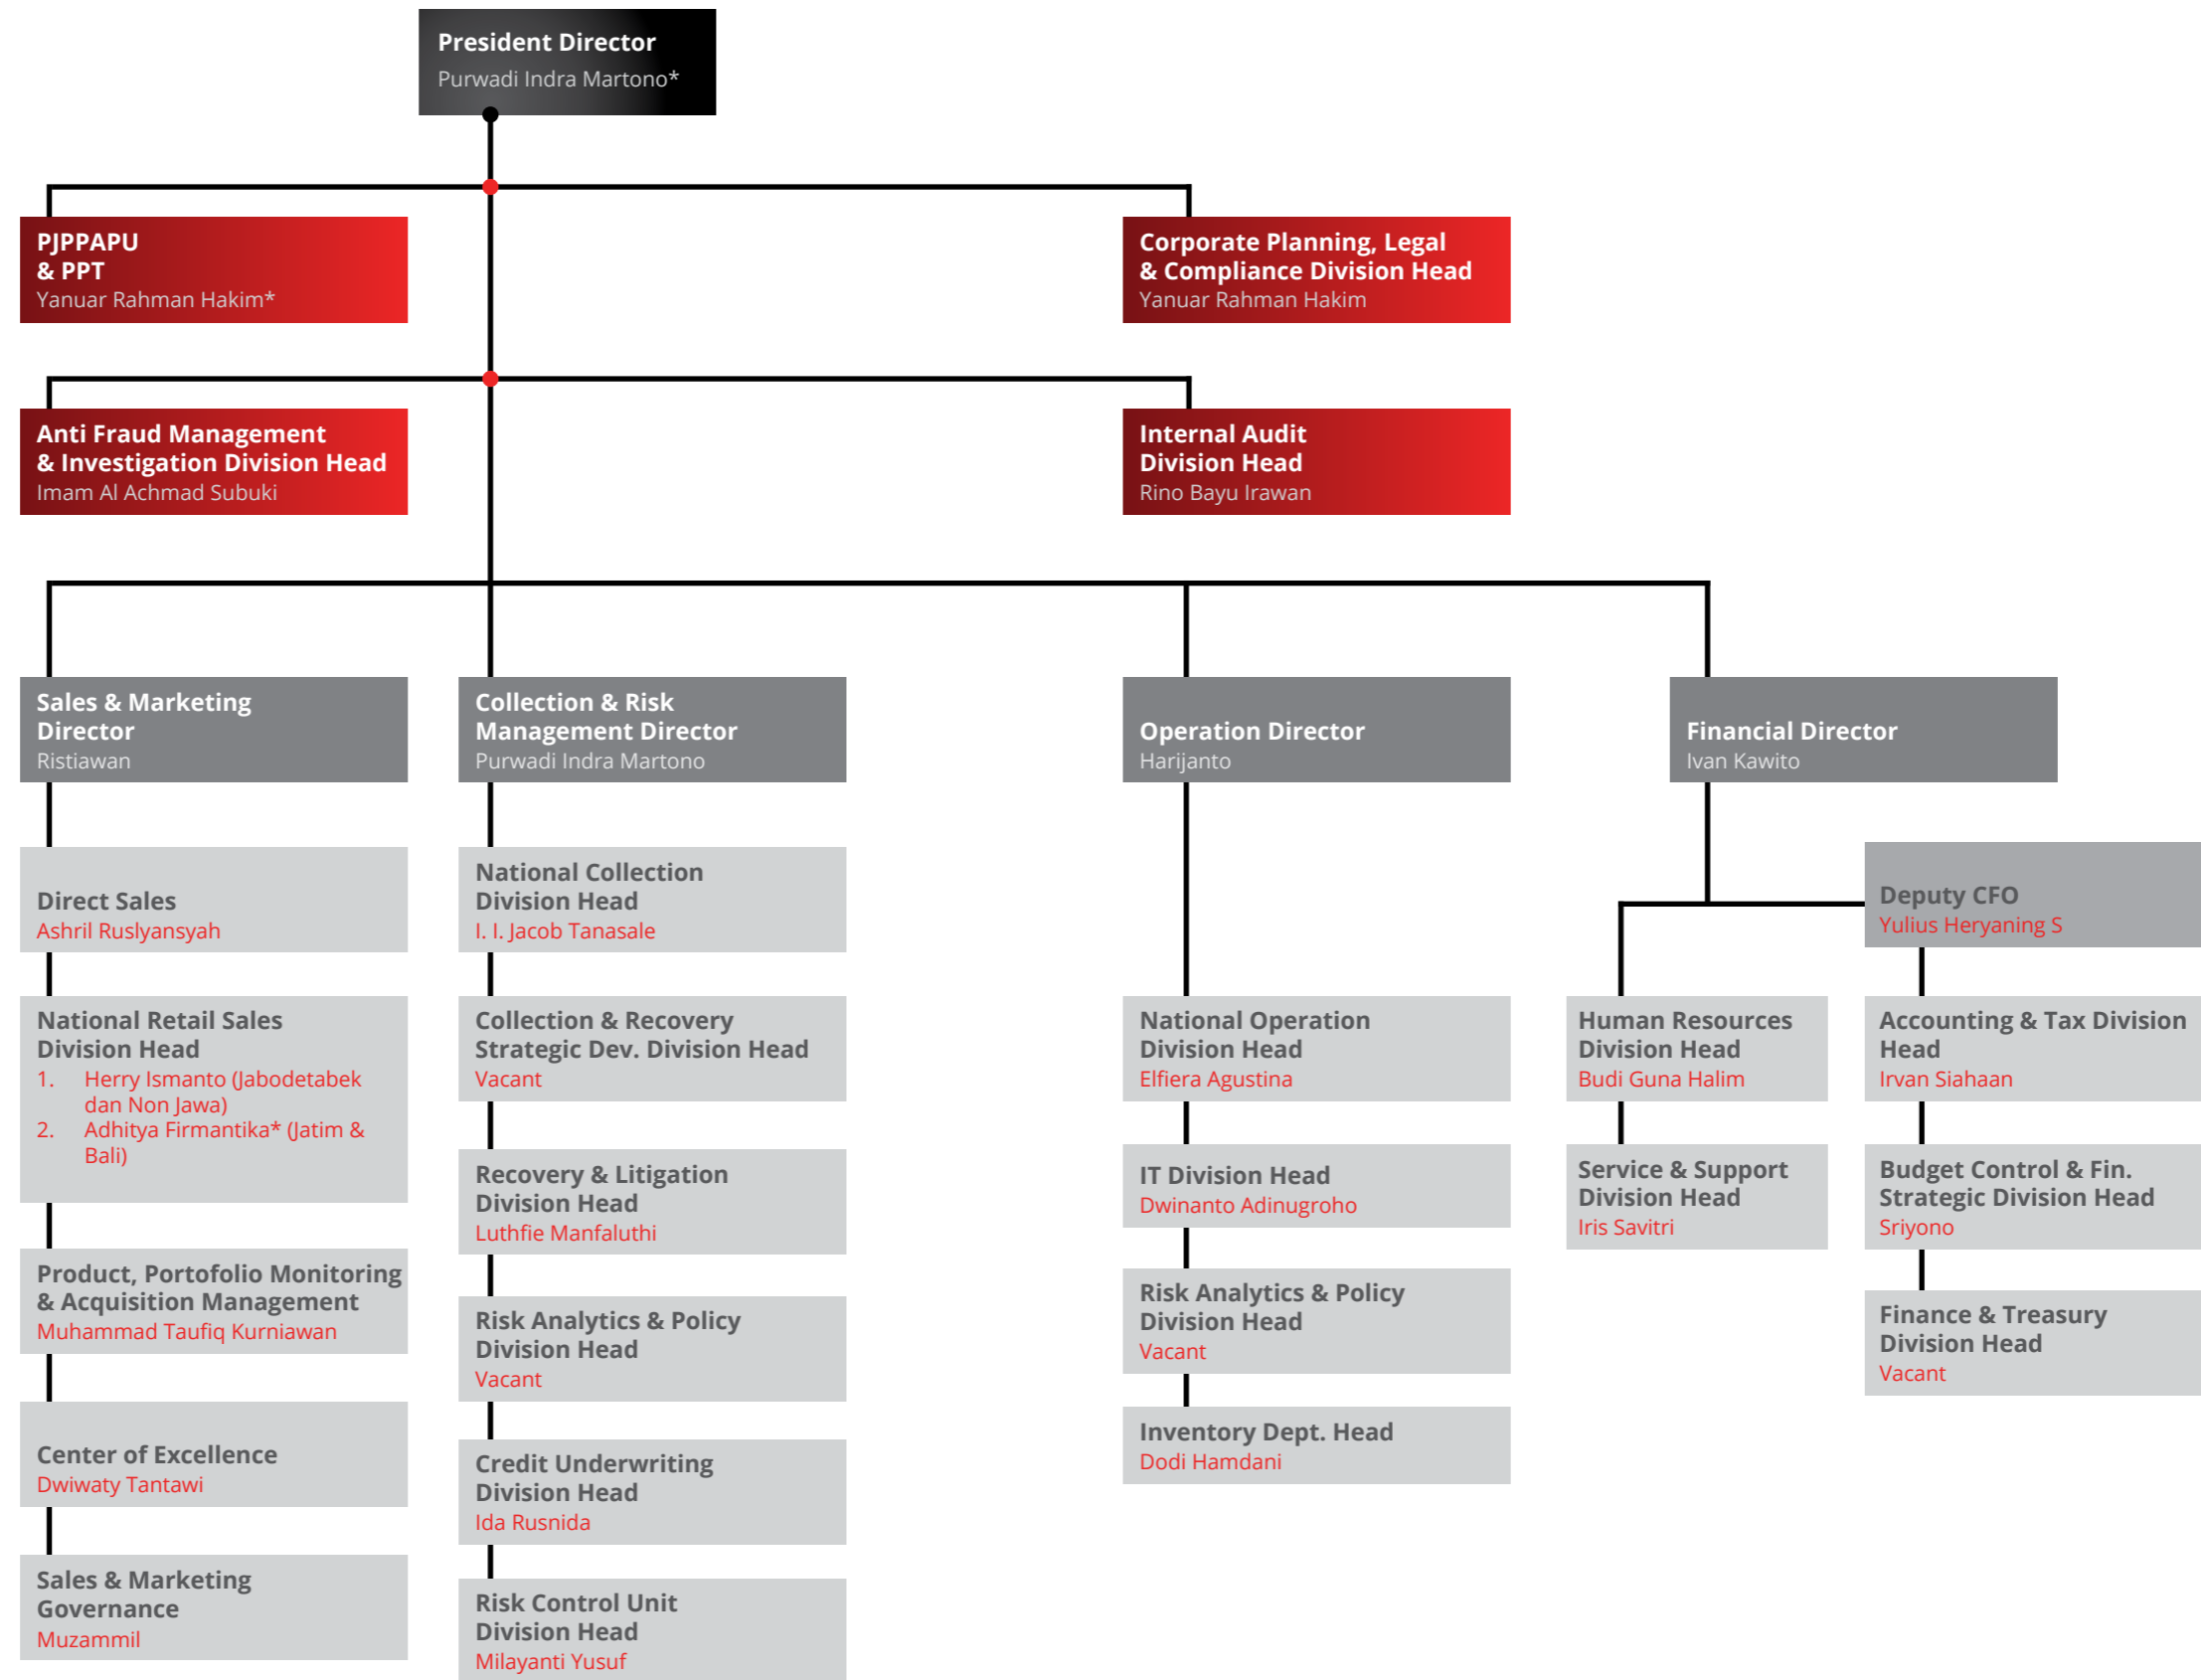 President Director
Purwadi Indra Martono*
PJPPAPU
& PPT
Yanuar Rahman Hakim*
Corporate Planning, Legal
& Compliance Division Head
Yanuar Rahman Hakim
Anti Fraud Management
& Investigation Division Head
Imam Al Achmad Subuki
Internal Audit
Division Head
Rino Bayu Irawan
Sales & Marketing
Director
Ristiawan
Collection & Risk
Management Director
Purwadi Indra Martono
Operation Director
Harijanto
Financial Director
Ivan Kawito
Direct Sales
Ashril Ruslyansyah
National Retail Sales
Division Head
1. Herry Ismanto (Jabodetabek
dan Non Jawa)
2. Adhitya Firmantika* (Jatim &
Bali)
Product, Portofolio Monitoring
& Acquisition Management
Muhammad Taufiq Kurniawan
Center of Excellence
Dwiwaty Tantawi
Sales & Marketing
Governance
Muzammil
National Collection
Division Head
I. I. Jacob Tanasale
Collection & Recovery
Strategic Dev. Division Head
Vacant
Recovery & Litigation
Division Head
Luthfie Manfaluthi
Risk Analytics & Policy
Division Head
Vacant
Credit Underwriting
Division Head
Ida Rusnida
Risk Control Unit
Division Head
Milayanti Yusuf
National Operation
Division Head
Elfiera Agustina
IT Division Head
Dwinanto Adinugroho
Risk Analytics & Policy
Division Head
Vacant
Inventory Dept. Head
Dodi Hamdani
Human Resources
Division Head
Budi Guna Halim
Service & Support
Division Head
Iris Savitri
Deputy CFO
Yulius Heryaning S
Accounting & Tax Division
Head
Irvan Siahaan
Budget Control & Fin.
Strategic Division Head
Sriyono
Finance & Treasury
Division Head
Vacant